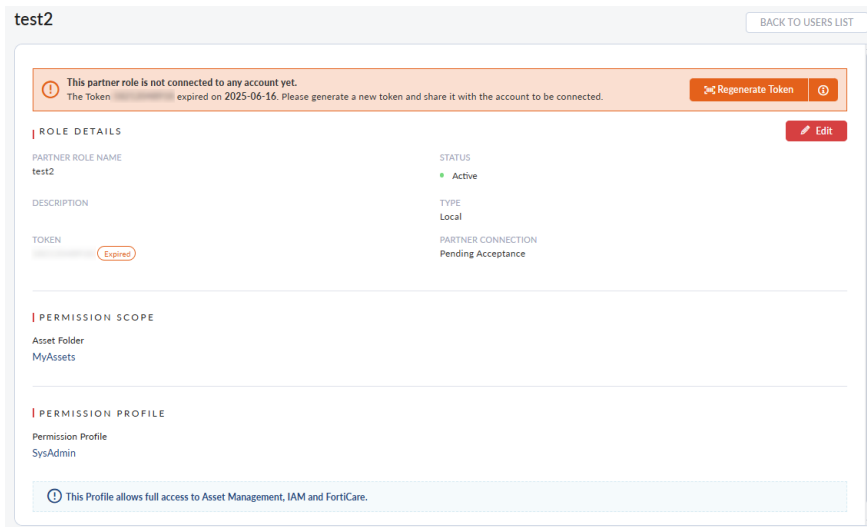 test2
BACK TO USERS LIST
This partner role is not connected to any account yet.
The Token expired on 2025-06-16. Please generate a new token and share it with the account to be connected.
Regenerate Token
ROLE DETAILS
Edit
PARTNER ROLE NAME
test2
STATUS
Active
DESCRIPTION
TYPE
Local
TOKEN
Expired
PARTNER CONNECTION
Pending Acceptance
PERMISSION SCOPE
Asset Folder
MyAssets
PERMISSION PROFILE
Permission Profile
SysAdmin
This Profile allows full access to Asset Management, IAM and FortiCare.